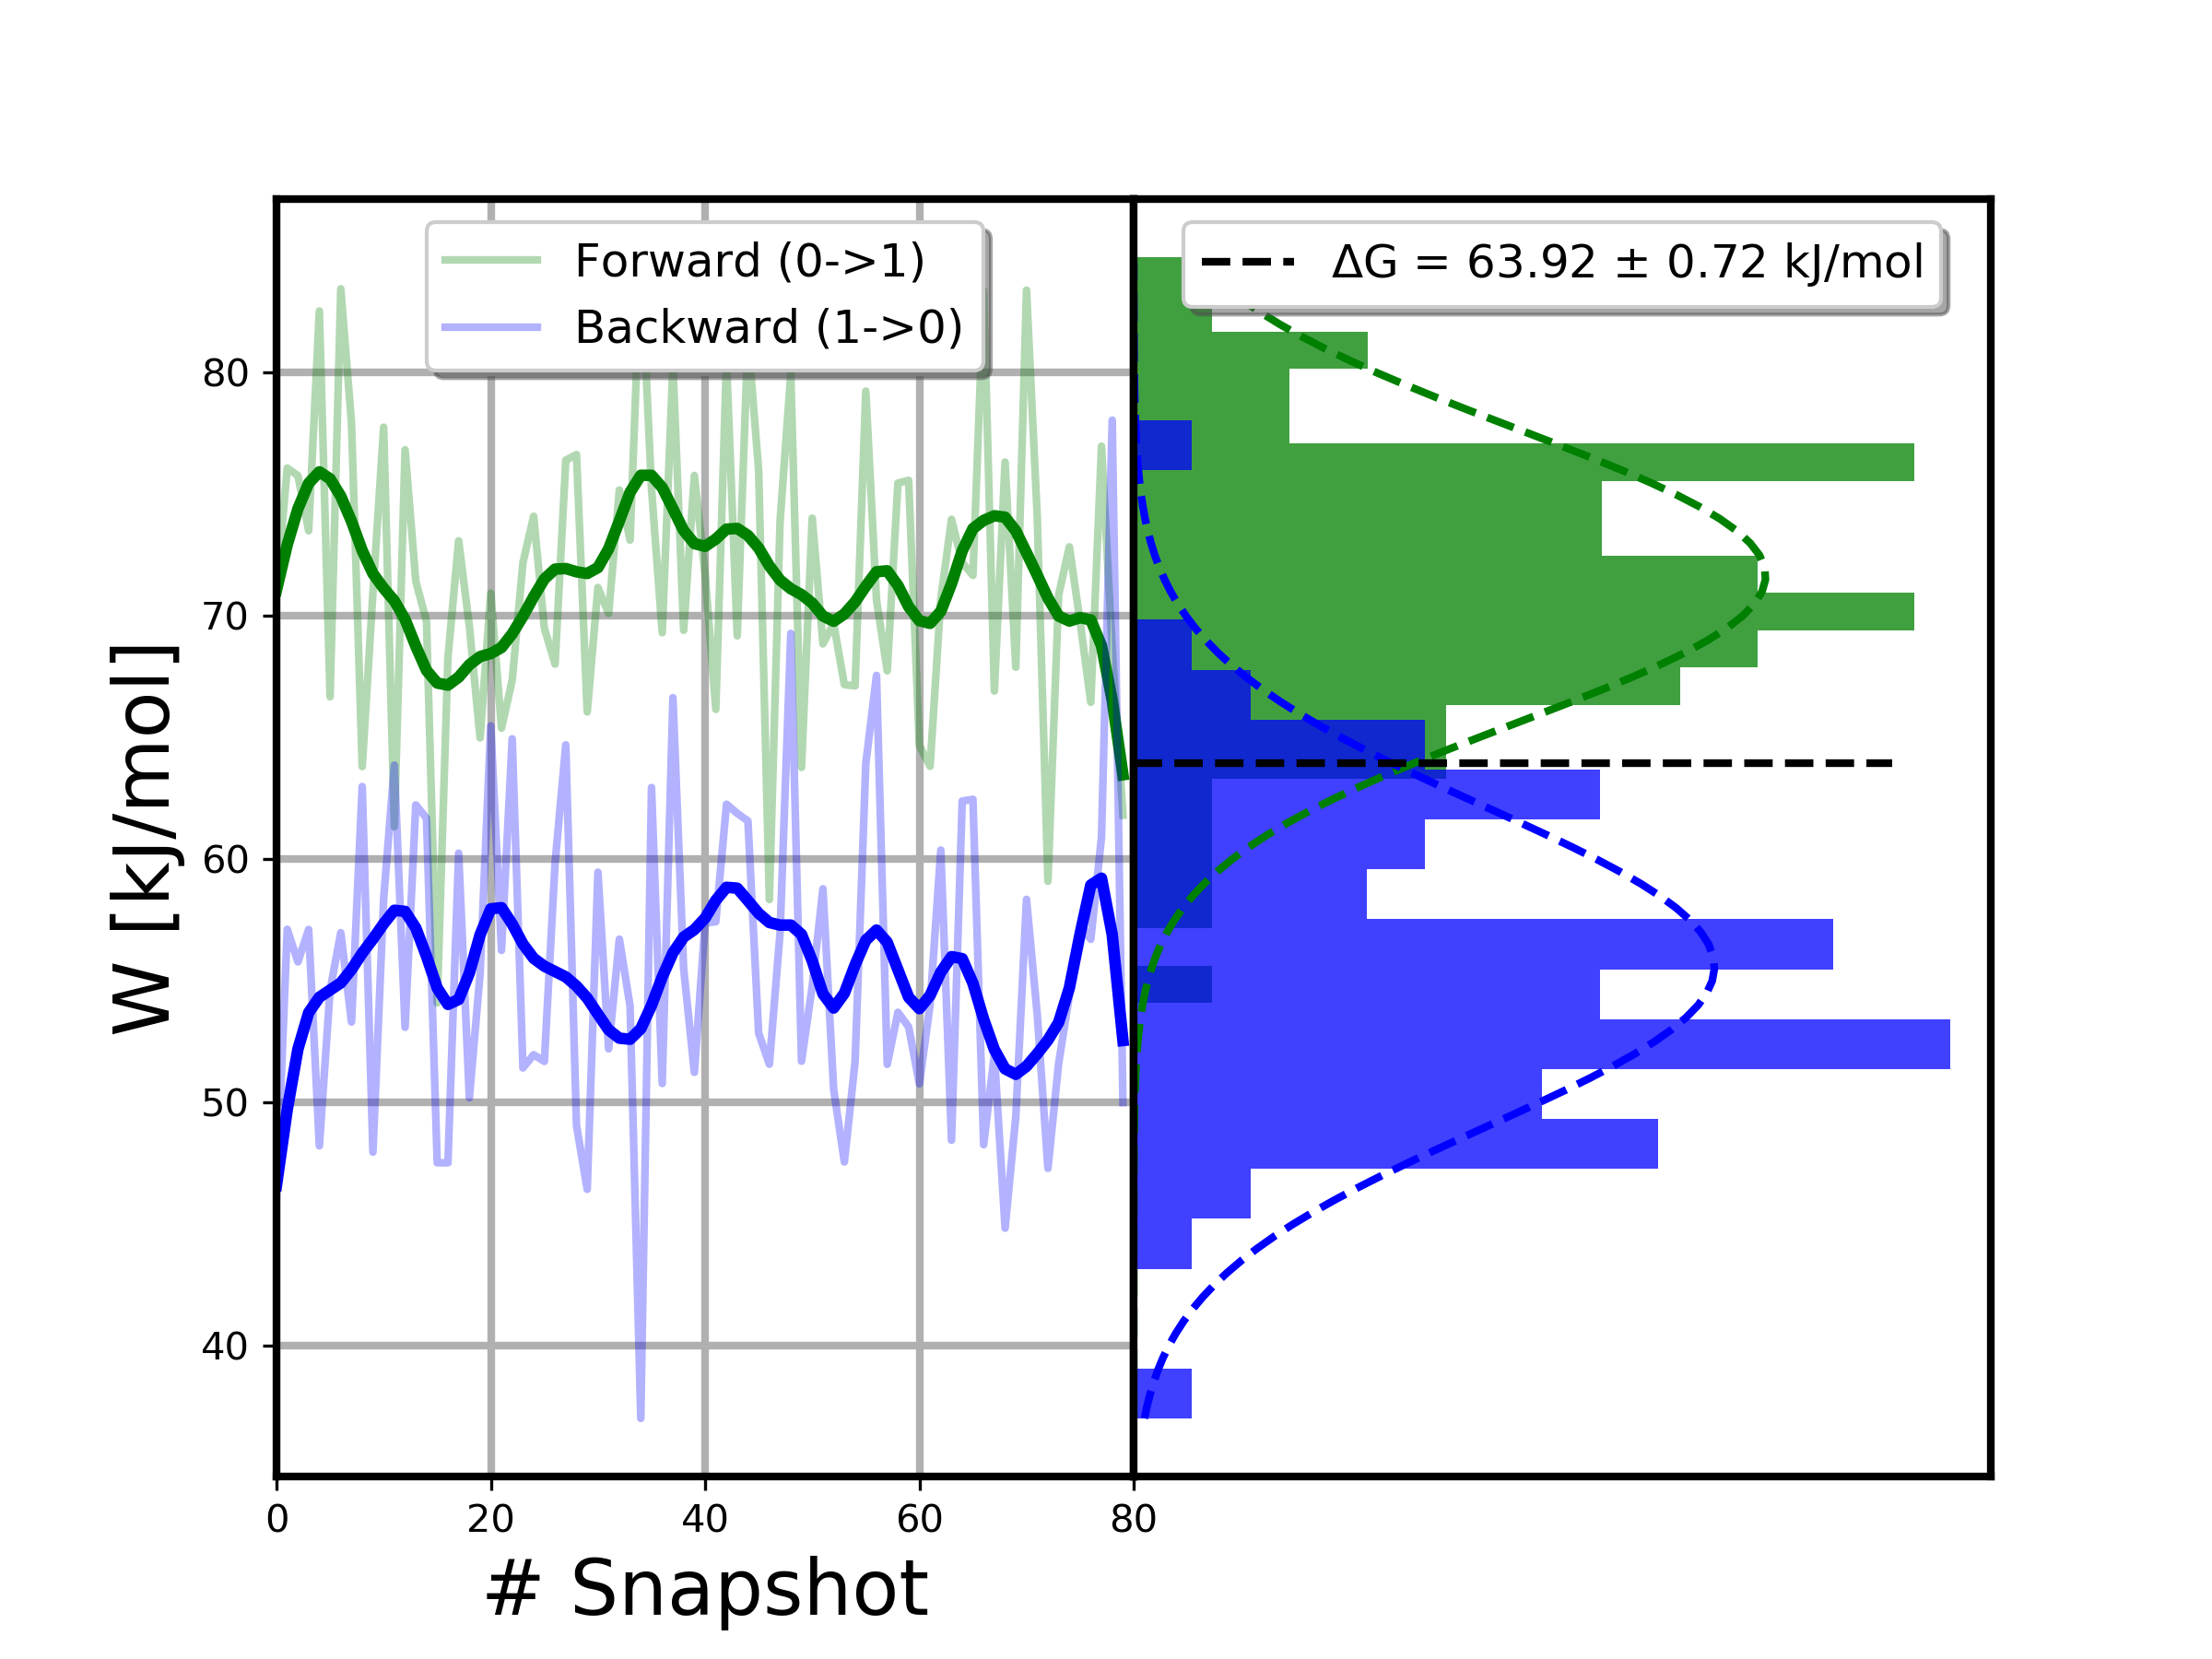 Forward (0->1)
Backward (1->0)
ΔG = 63.92 ± 0.72 kJ/mol
W [kJ/mol]
80
70
60
50
40
0 20 40 60 80
# Snapshot